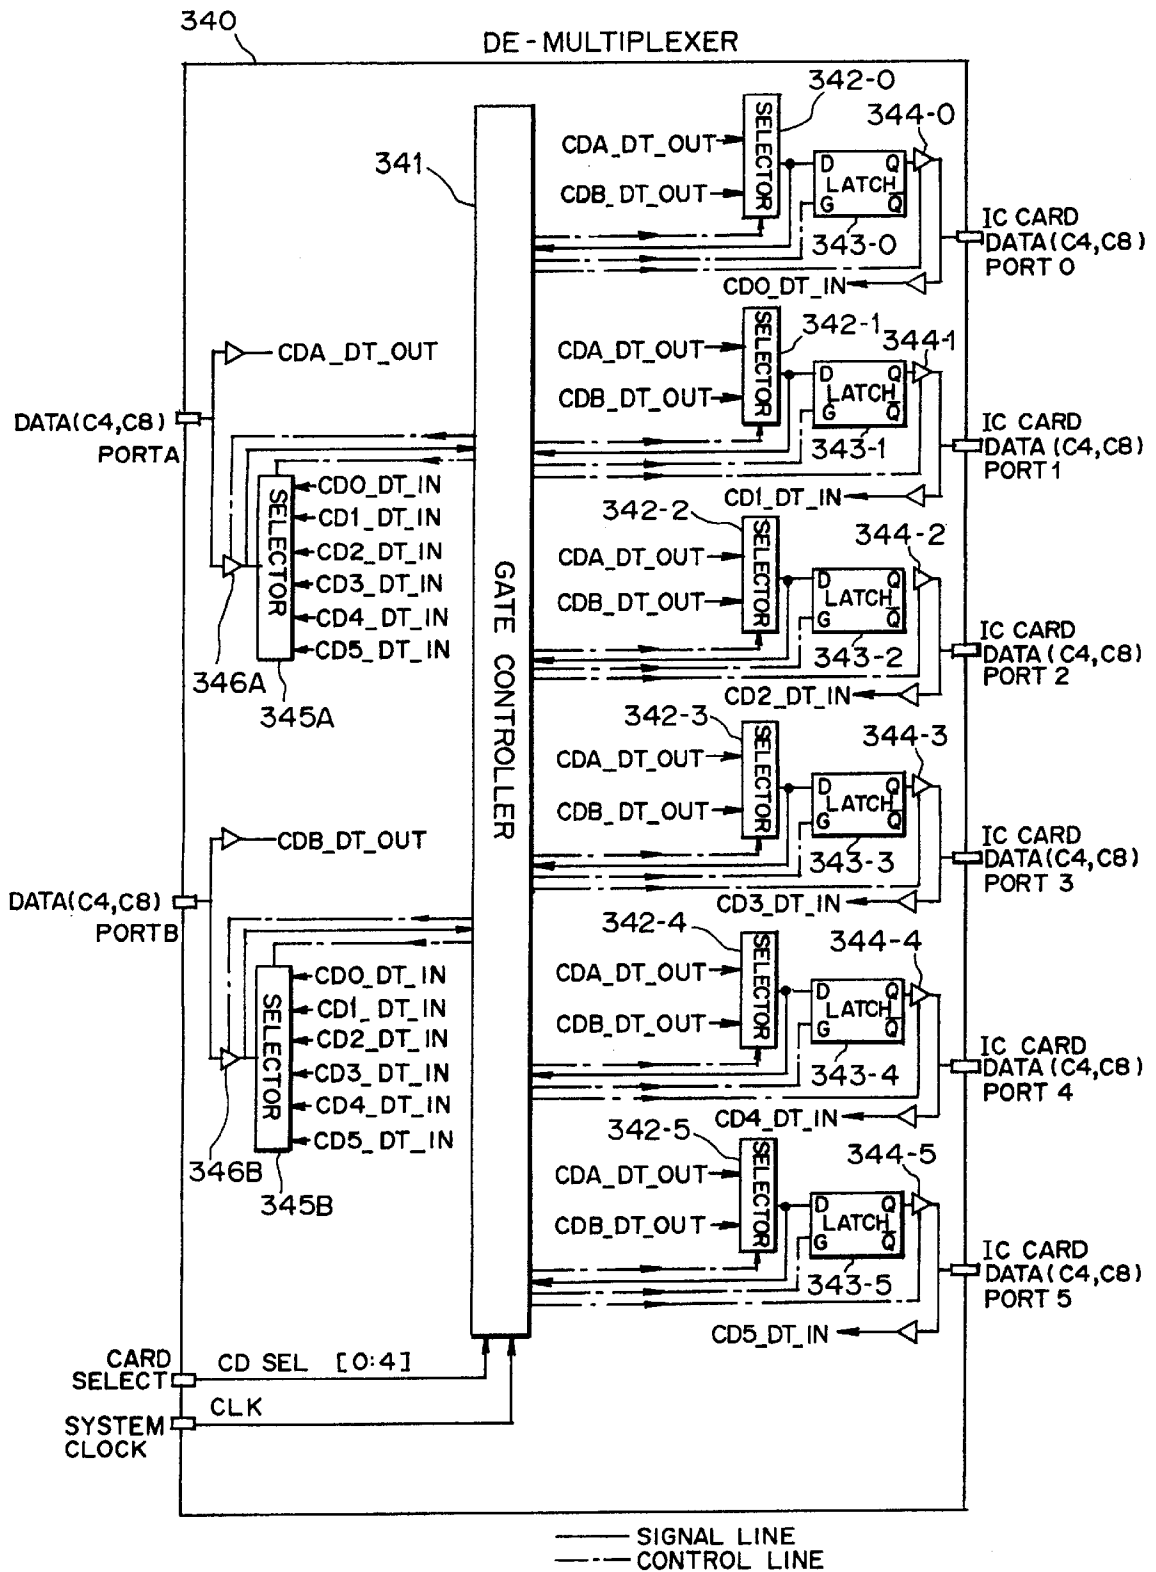 340
DE-MULTIPLEXER
341
GATE CONTROLLER
342-0
SELECTOR
CDA_DT_OUT
CDB_DT_OUT
344-0
D Q
LATCH
G Q
343-0
IC CARD
DATA(C4,C8)
PORT 0
CD0_DT_IN
342-1
SELECTOR
CDA_DT_OUT
CDB_DT_OUT
344-1
D Q
LATCH
G Q
343-1
IC CARD
DATA(C4,C8)
PORT 1
CD1_DT_IN
342-2
SELECTOR
CDA_DT_OUT
CDB_DT_OUT
344-2
D Q
LATCH
G Q
343-2
IC CARD
DATA(C4,C8)
PORT 2
CD2_DT_IN
342-3
SELECTOR
CDA_DT_OUT
CDB_DT_OUT
344-3
D Q
LATCH
G Q
343-3
IC CARD
DATA(C4,C8)
PORT 3
CD3_DT_IN
342-4
SELECTOR
CDA_DT_OUT
CDB_DT_OUT
344-4
D Q
LATCH
G Q
343-4
IC CARD
DATA(C4,C8)
PORT 4
CD4_DT_IN
342-5
SELECTOR
CDA_DT_OUT
CDB_DT_OUT
344-5
D Q
LATCH
G Q
343-5
IC CARD
DATA(C4,C8)
PORT 5
CD5_DT_IN
CDA_DT_OUT
DATA(C4,C8)
PORT A
SELECTOR
CD0_DT_IN
CD1_DT_IN
CD2_DT_IN
CD3_DT_IN
CD4_DT_IN
CD5_DT_IN
346A
345A
CDB_DT_OUT
DATA(C4,C8)
PORT B
SELECTOR
CD0_DT_IN
CD1_DT_IN
CD2_DT_IN
CD3_DT_IN
CD4_DT_IN
CD5_DT_IN
346B
345B
CARD
SELECT
CD SEL [0:4]
SYSTEM
CLOCK
CLK
SIGNAL LINE
CONTROL LINE